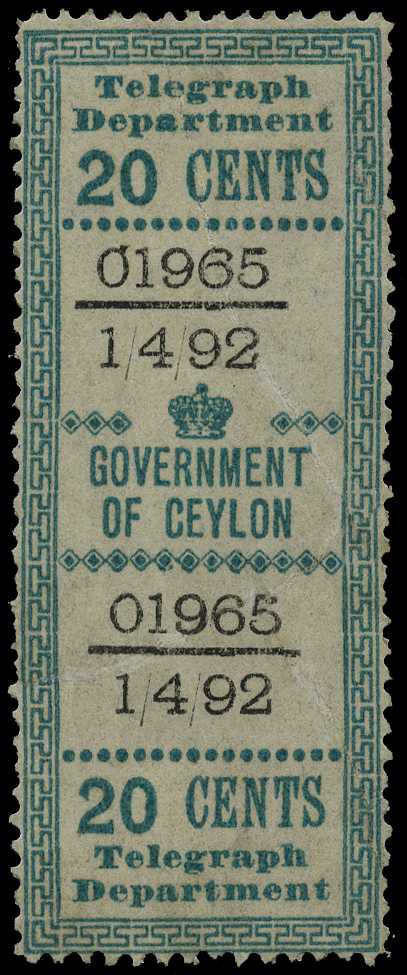 Telegraph
Department
20 CENTS
01965
1/4/92
GOVERNMENT
OF CEYLON
01965
1/4/92
20 CENTS
Telegraph
Department